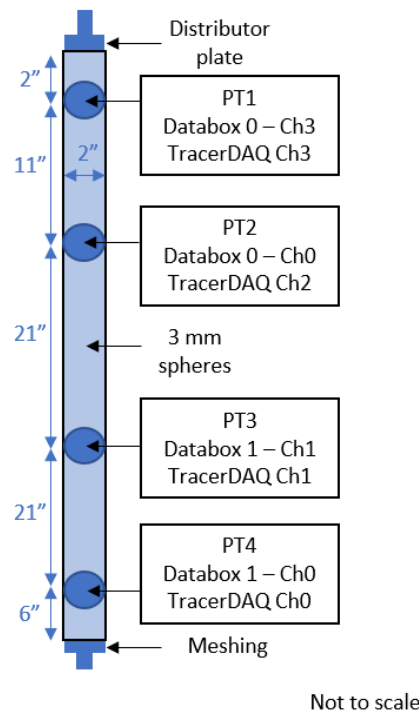 Distributor
plate
2”
PT1
Databox 0 – Ch3
TracerDAQ Ch3
11”
2”
PT2
Databox 0 – Ch0
TracerDAQ Ch2
21”
3 mm
spheres
PT3
Databox 1 – Ch1
TracerDAQ Ch1
21”
PT4
Databox 1 – Ch0
TracerDAQ Ch0
6”
Meshing
Not to scale